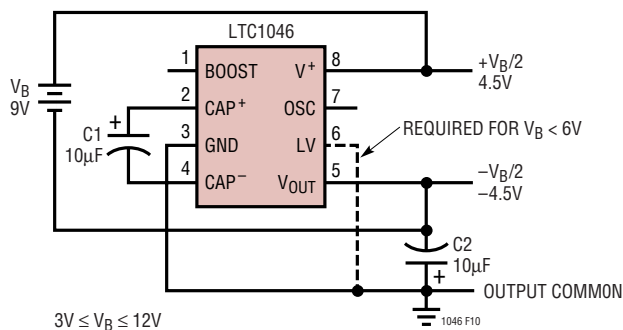 LTC1046
1 BOOST V+ 8
2 CAP+ OSC 7
3 GND LV 6
4 CAP− VOUT 5
VB
9V
C1
+
10µF
+VB/2
4.5V
REQUIRED FOR VB < 6V
−VB/2
−4.5V
C2
10µF
+
OUTPUT COMMON
3V ≤ VB ≤ 12V
1046 F10